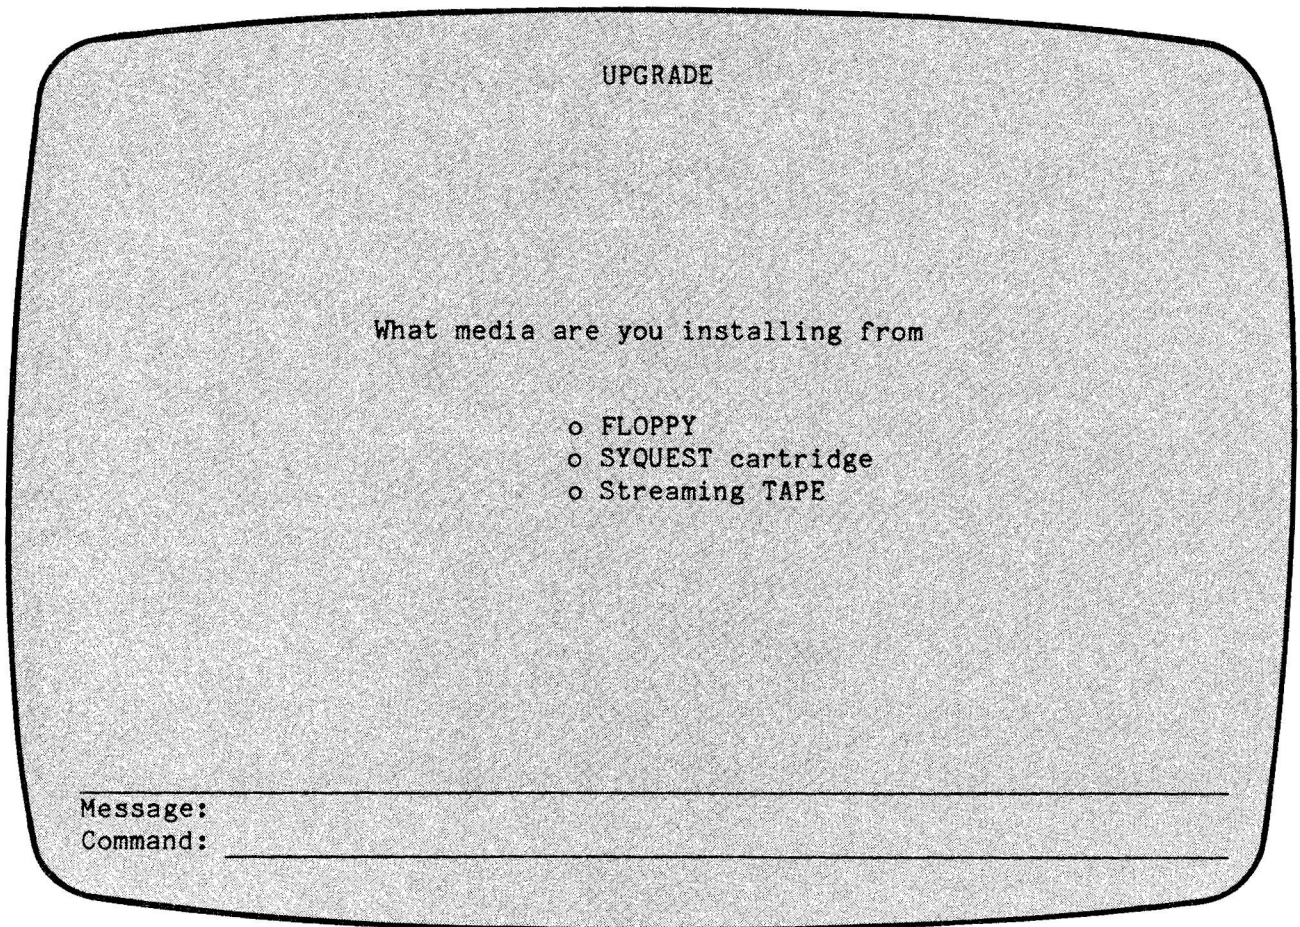 UPGRADE
What media are you installing from
o FLOPPY
o SYQUEST cartridge
o Streaming TAPE
Message:
Command: